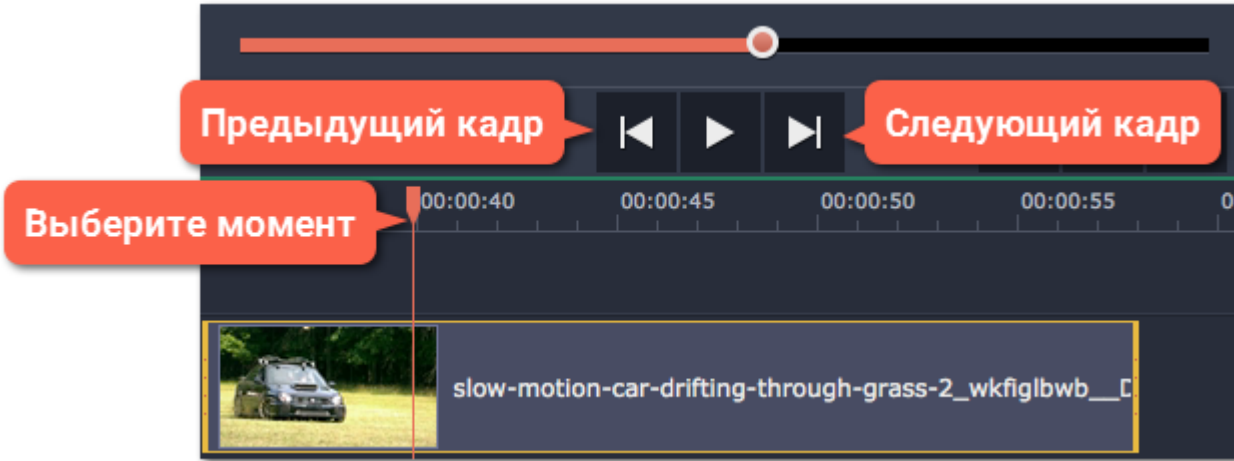 Предыдущий кадр
Следующий кадр
Выберите момент
00:00:40 00:00:45 00:00:50 00:00:55 0
slow-motion-car-drifting-through-grass-2_wkfiglbwb__D